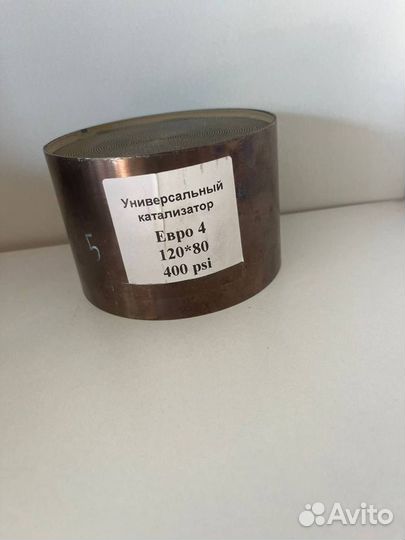 Универсальный
катализатор
Евро 4
120*80
400 psi
5
Avito